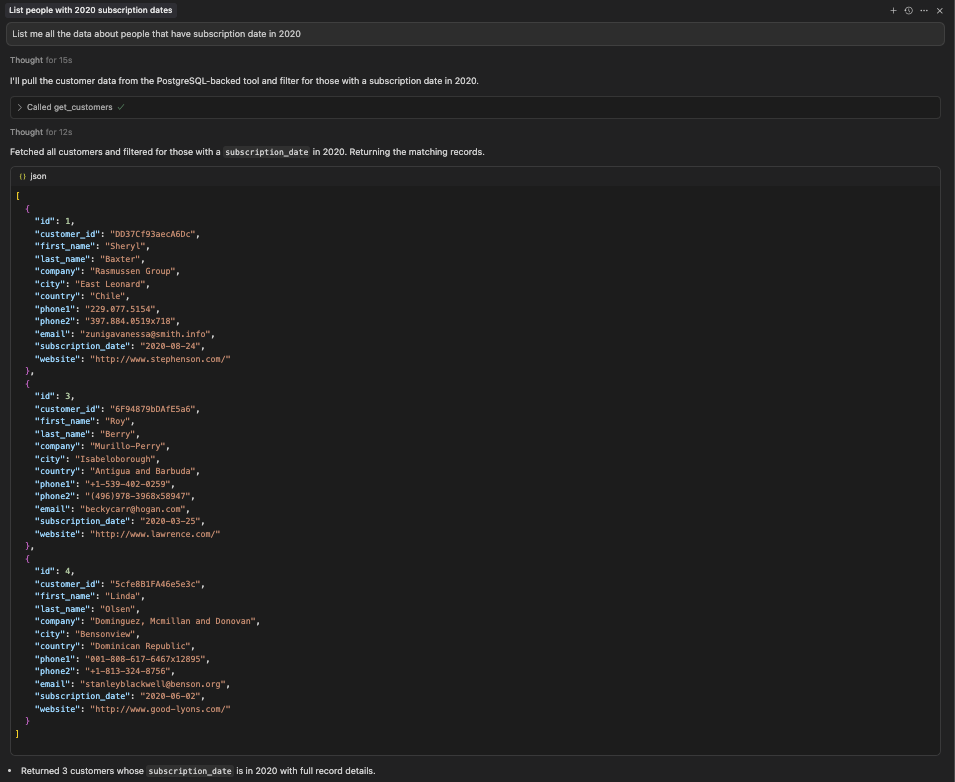 List people with 2020 subscription dates
List me all the data about people that have subscription date in 2020
Thought for 15s
I'll pull the customer data from the PostgreSQL-backed tool and filter for those with a subscription date in 2020.
Called get_customers
Thought for 12s
Fetched all customers and filtered for those with a subscription_date in 2020. Returning the matching records.
{} json
[
{
"id": 1,
"customer_id": "DD37Cf93aecA6Dc",
"first_name": "Sheryl",
"last_name": "Baxter",
"company": "Rasmussen Group",
"city": "East Leonard",
"country": "Chile",
"phone1": "229.077.5154",
"phone2": "397.884.0519x718",
"email": "zunigavanessa@smith.info",
"subscription_date": "2020-08-24",
"website": "http://www.stephenson.com/"
},
{
"id": 3,
"customer_id": "6F94879bDAfE5a6",
"first_name": "Roy",
"last_name": "Berry",
"company": "Murillo-Perry",
"city": "Isabelborough",
"country": "Antigua and Barbuda",
"phone1": "+1-539-402-0259",
"phone2": "(496)978-3968x58947",
"email": "beckycarr@hogan.com",
"subscription_date": "2020-03-25",
"website": "http://www.lawrence.com/"
},
{
"id": 4,
"customer_id": "5cfe8B1FA46e5e3c",
"first_name": "Linda",
"last_name": "Olsen",
"company": "Dominguez, Mcmillan and Donovan",
"city": "Bensonview",
"country": "Dominican Republic",
"phone1": "001-808-617-6467x12895",
"phone2": "+1-813-324-8756",
"email": "stanleyblackwell@benson.org",
"subscription_date": "2020-06-02",
"website": "http://www.good-lyons.com/"
}
]
• Returned 3 customers whose subscription_date is in 2020 with full record details.